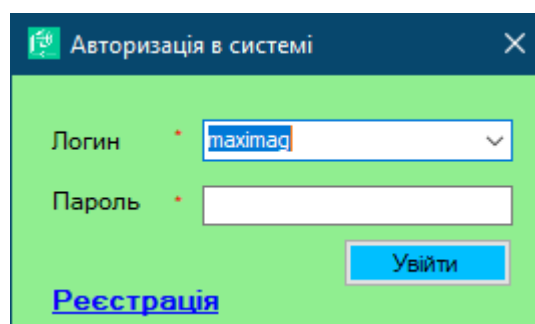 Авторизація в системі
Логин * maximag
Пароль *
Увійти
Реєстрація